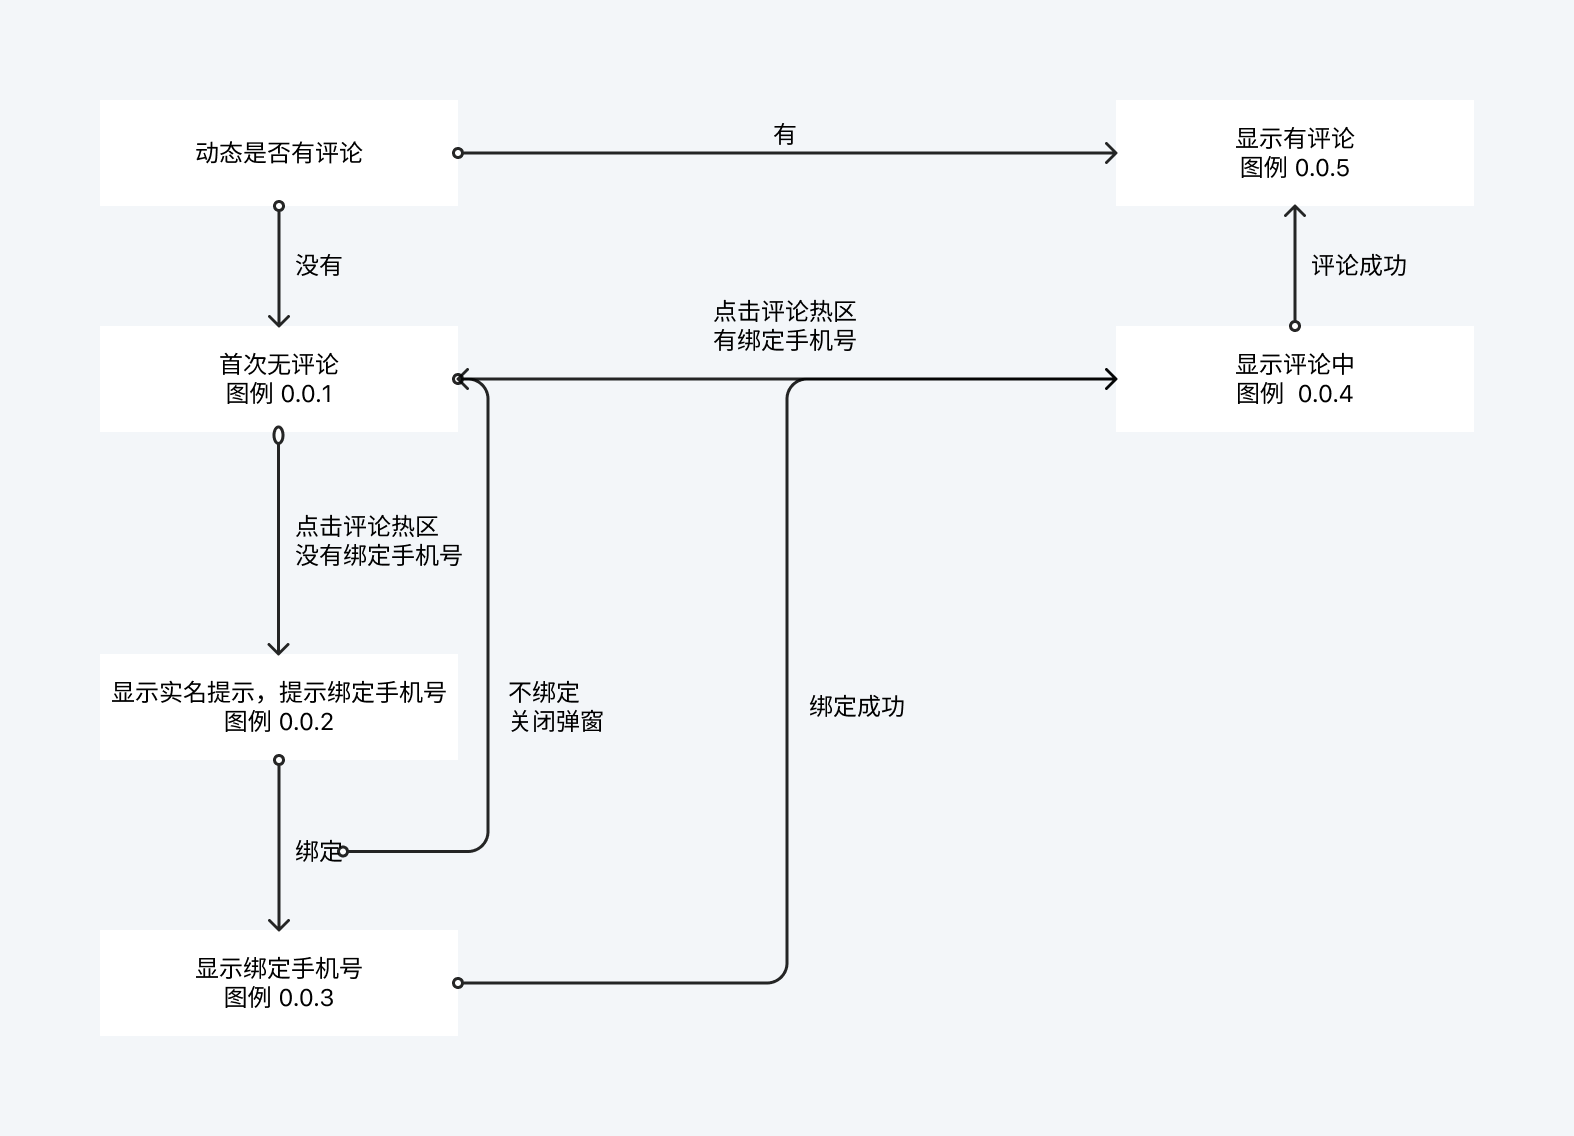 动态是否有评论
有
显示有评论
图例 0.0.5
没有
评论成功
点击评论热区
有绑定手机号
首次无评论
图例 0.0.1
显示评论中
图例  0.0.4
点击评论热区
没有绑定手机号
显示实名提示，提示绑定手机号
图例 0.0.2
不绑定
关闭弹窗
绑定成功
绑定
显示绑定手机号
图例 0.0.3